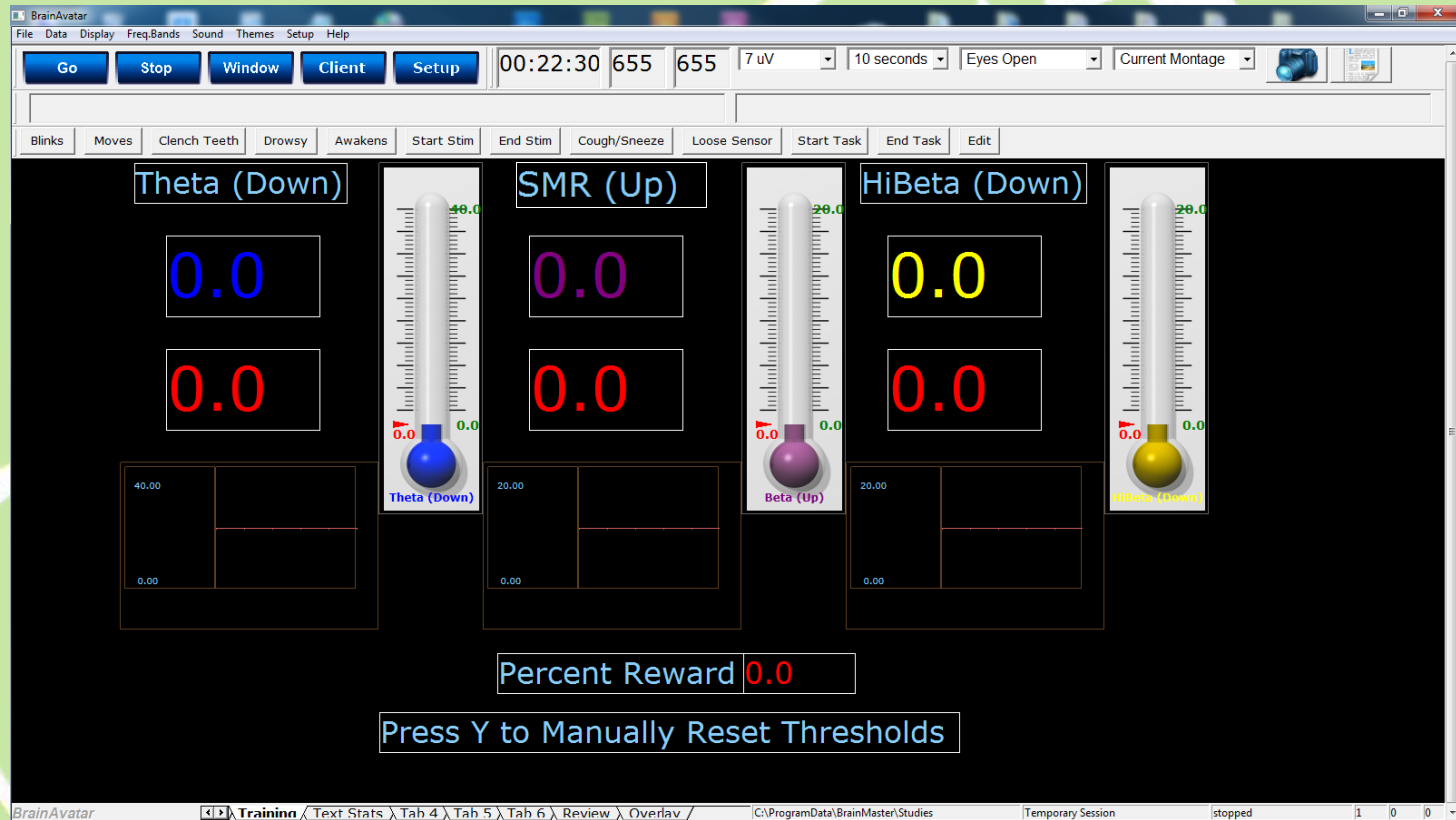 BrainAvatar
File Data Display Freq.Bands Sound Themes Setup Help
Go Stop Window Client Setup 00:22:30 655 655 7 uV 10 seconds Eyes Open Current Montage
Blinks Moves Clench Teeth Drowsy Awakens Start Stim End Stim Cough/Sneeze Loose Sensor Start Task End Task Edit
Theta (Down) SMR (Up) HiBeta (Down)
40.0 20.0 20.0
0.0 0.0 0.0
0.0 0.0 0.0
0.0 0.0 0.0
0.0 0.0 0.0
40.00 20.00 20.00
Theta (Down) Beta (Up) HiBeta (Down)
0.00 0.00 0.00
Percent Reward 0.0
Press Y to Manually Reset Thresholds
BrainAvatar Training Text Stats Tab 4 Tab 5 Tab 6 Review Overlay C:\ProgramData\BrainMaster\Studies Temporary Session stopped 1 0 0